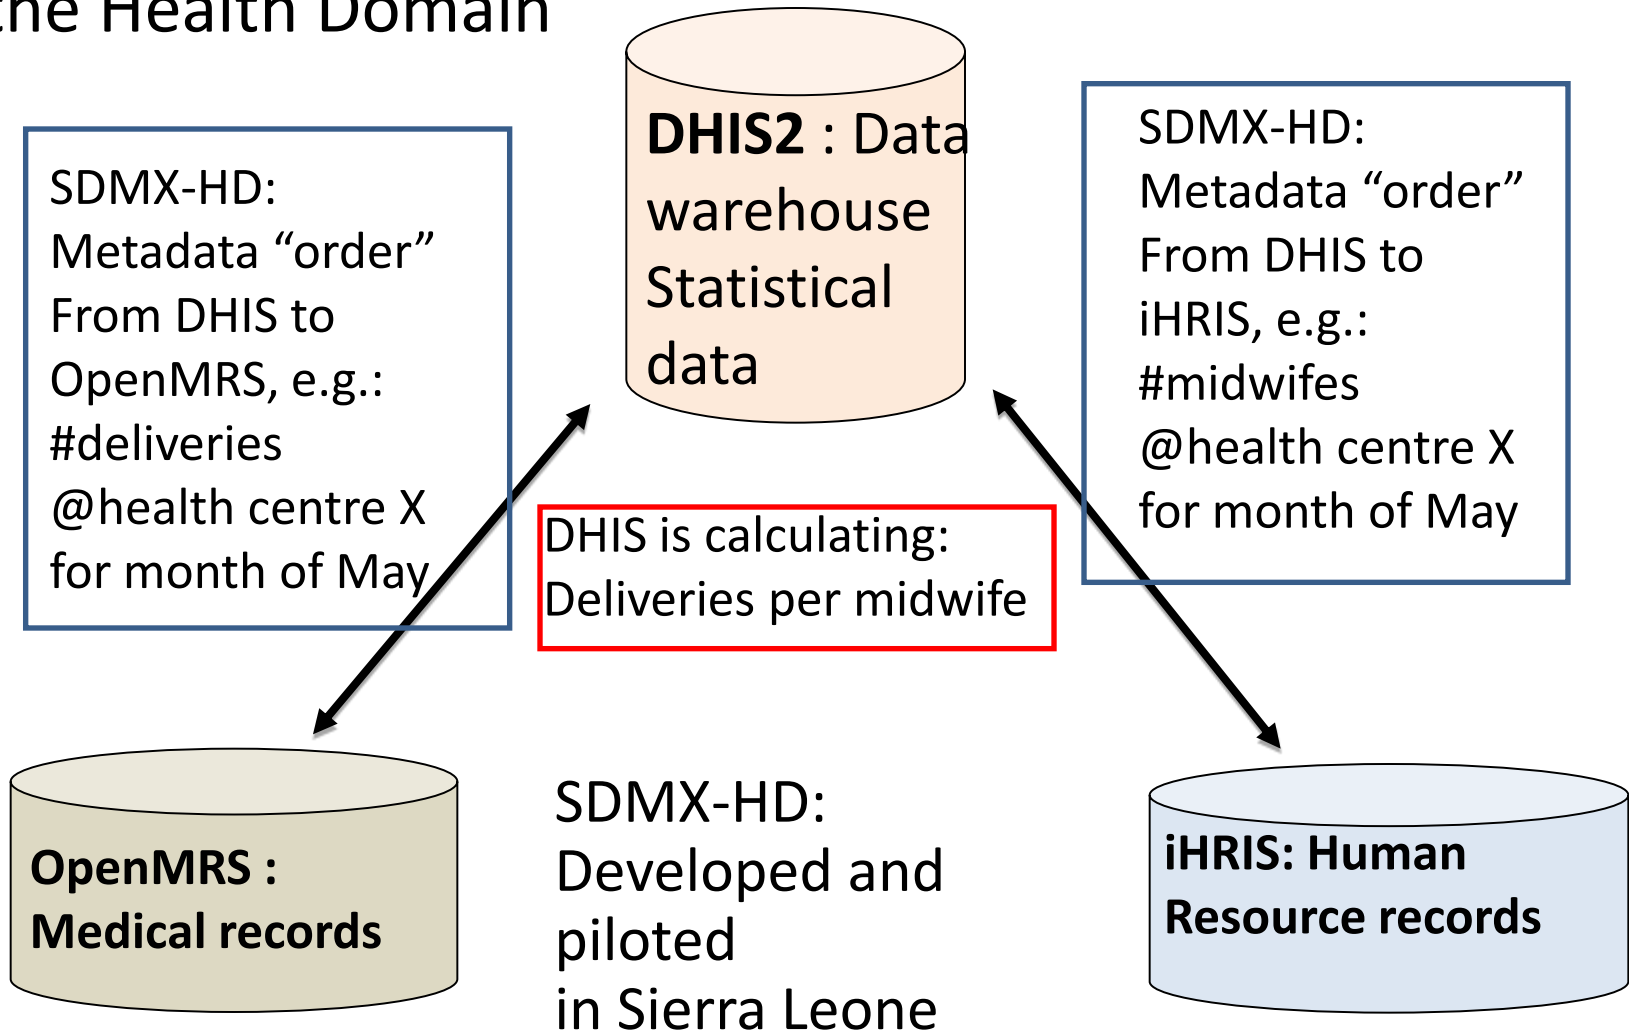 the Health Domain
DHIS2 : Data
warehouse
Statistical
data
SDMX-HD:
Metadata “order”
From DHIS to
OpenMRS, e.g.:
#deliveries
@health centre X
for month of May
SDMX-HD:
Metadata “order”
From DHIS to
iHRIS, e.g.:
#midwifes
@health centre X
for month of May
DHIS is calculating:
Deliveries per midwife
OpenMRS :
Medical records
SDMX-HD:
Developed and
piloted
in Sierra Leone
iHRIS: Human
Resource records